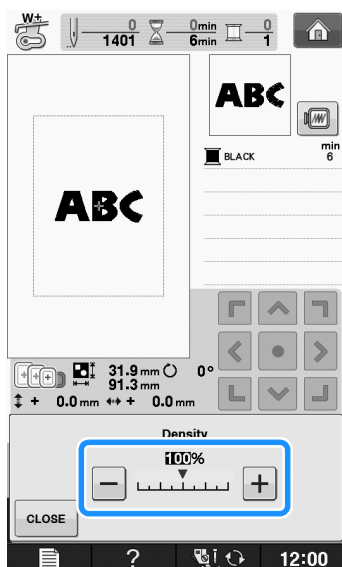 W+
0 0min 0
1401 6min 1
ABC
min
BLACK 6
ABC
31.9 mm 0°
91.3 mm
+ 0.0 mm + 0.0 mm
Density
100%
− +
CLOSE
? 12:00